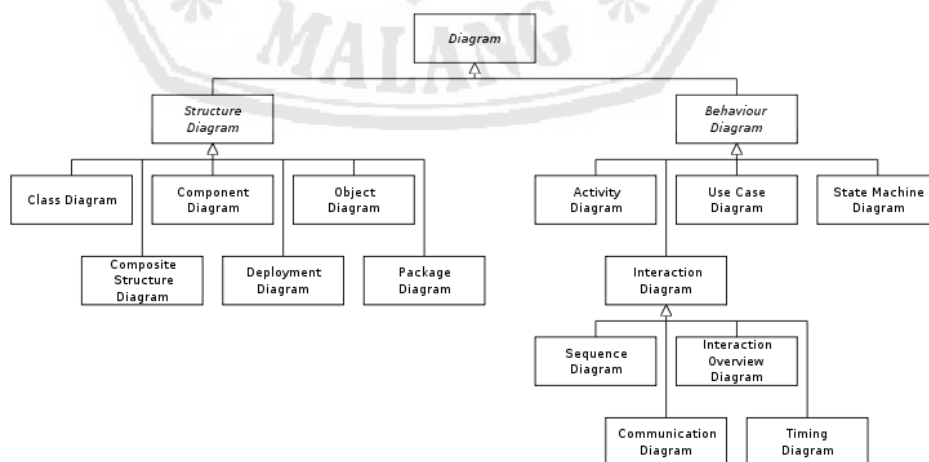 MALANG
Diagram
Structure
Diagram
Behaviour
Diagram
Class Diagram
Component
Diagram
Object
Diagram
Activity
Diagram
Use Case
Diagram
State Machine
Diagram
Composite
Structure
Diagram
Deployment
Diagram
Package
Diagram
Interaction
Diagram
Sequence
Diagram
Interaction
Overview
Diagram
Communication
Diagram
Timing
Diagram